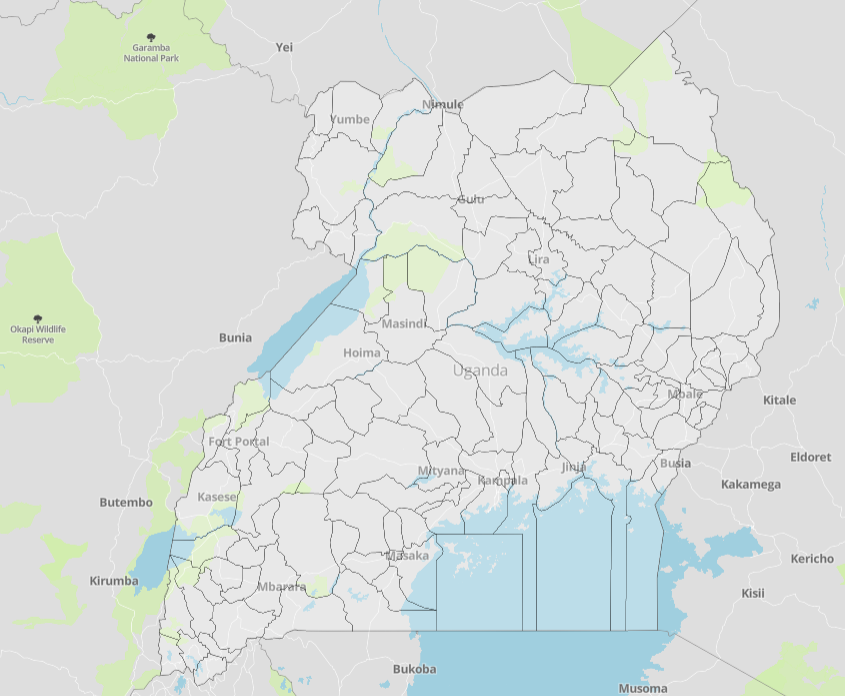 Garamba
National Park
Yei
Nimule
Yumbe
Gulu
Lira
Okapi Wildlife
Reserve
Bunia
Masindi
Hoima
Uganda
Mbale
Kitale
Fort Portal
Mityana
Kampala
Jinja
Busia
Eldoret
Kakamega
Butembo
Kasese
Masaka
Kericho
Kirumba
Mbarara
Kisii
Bukoba
Musoma